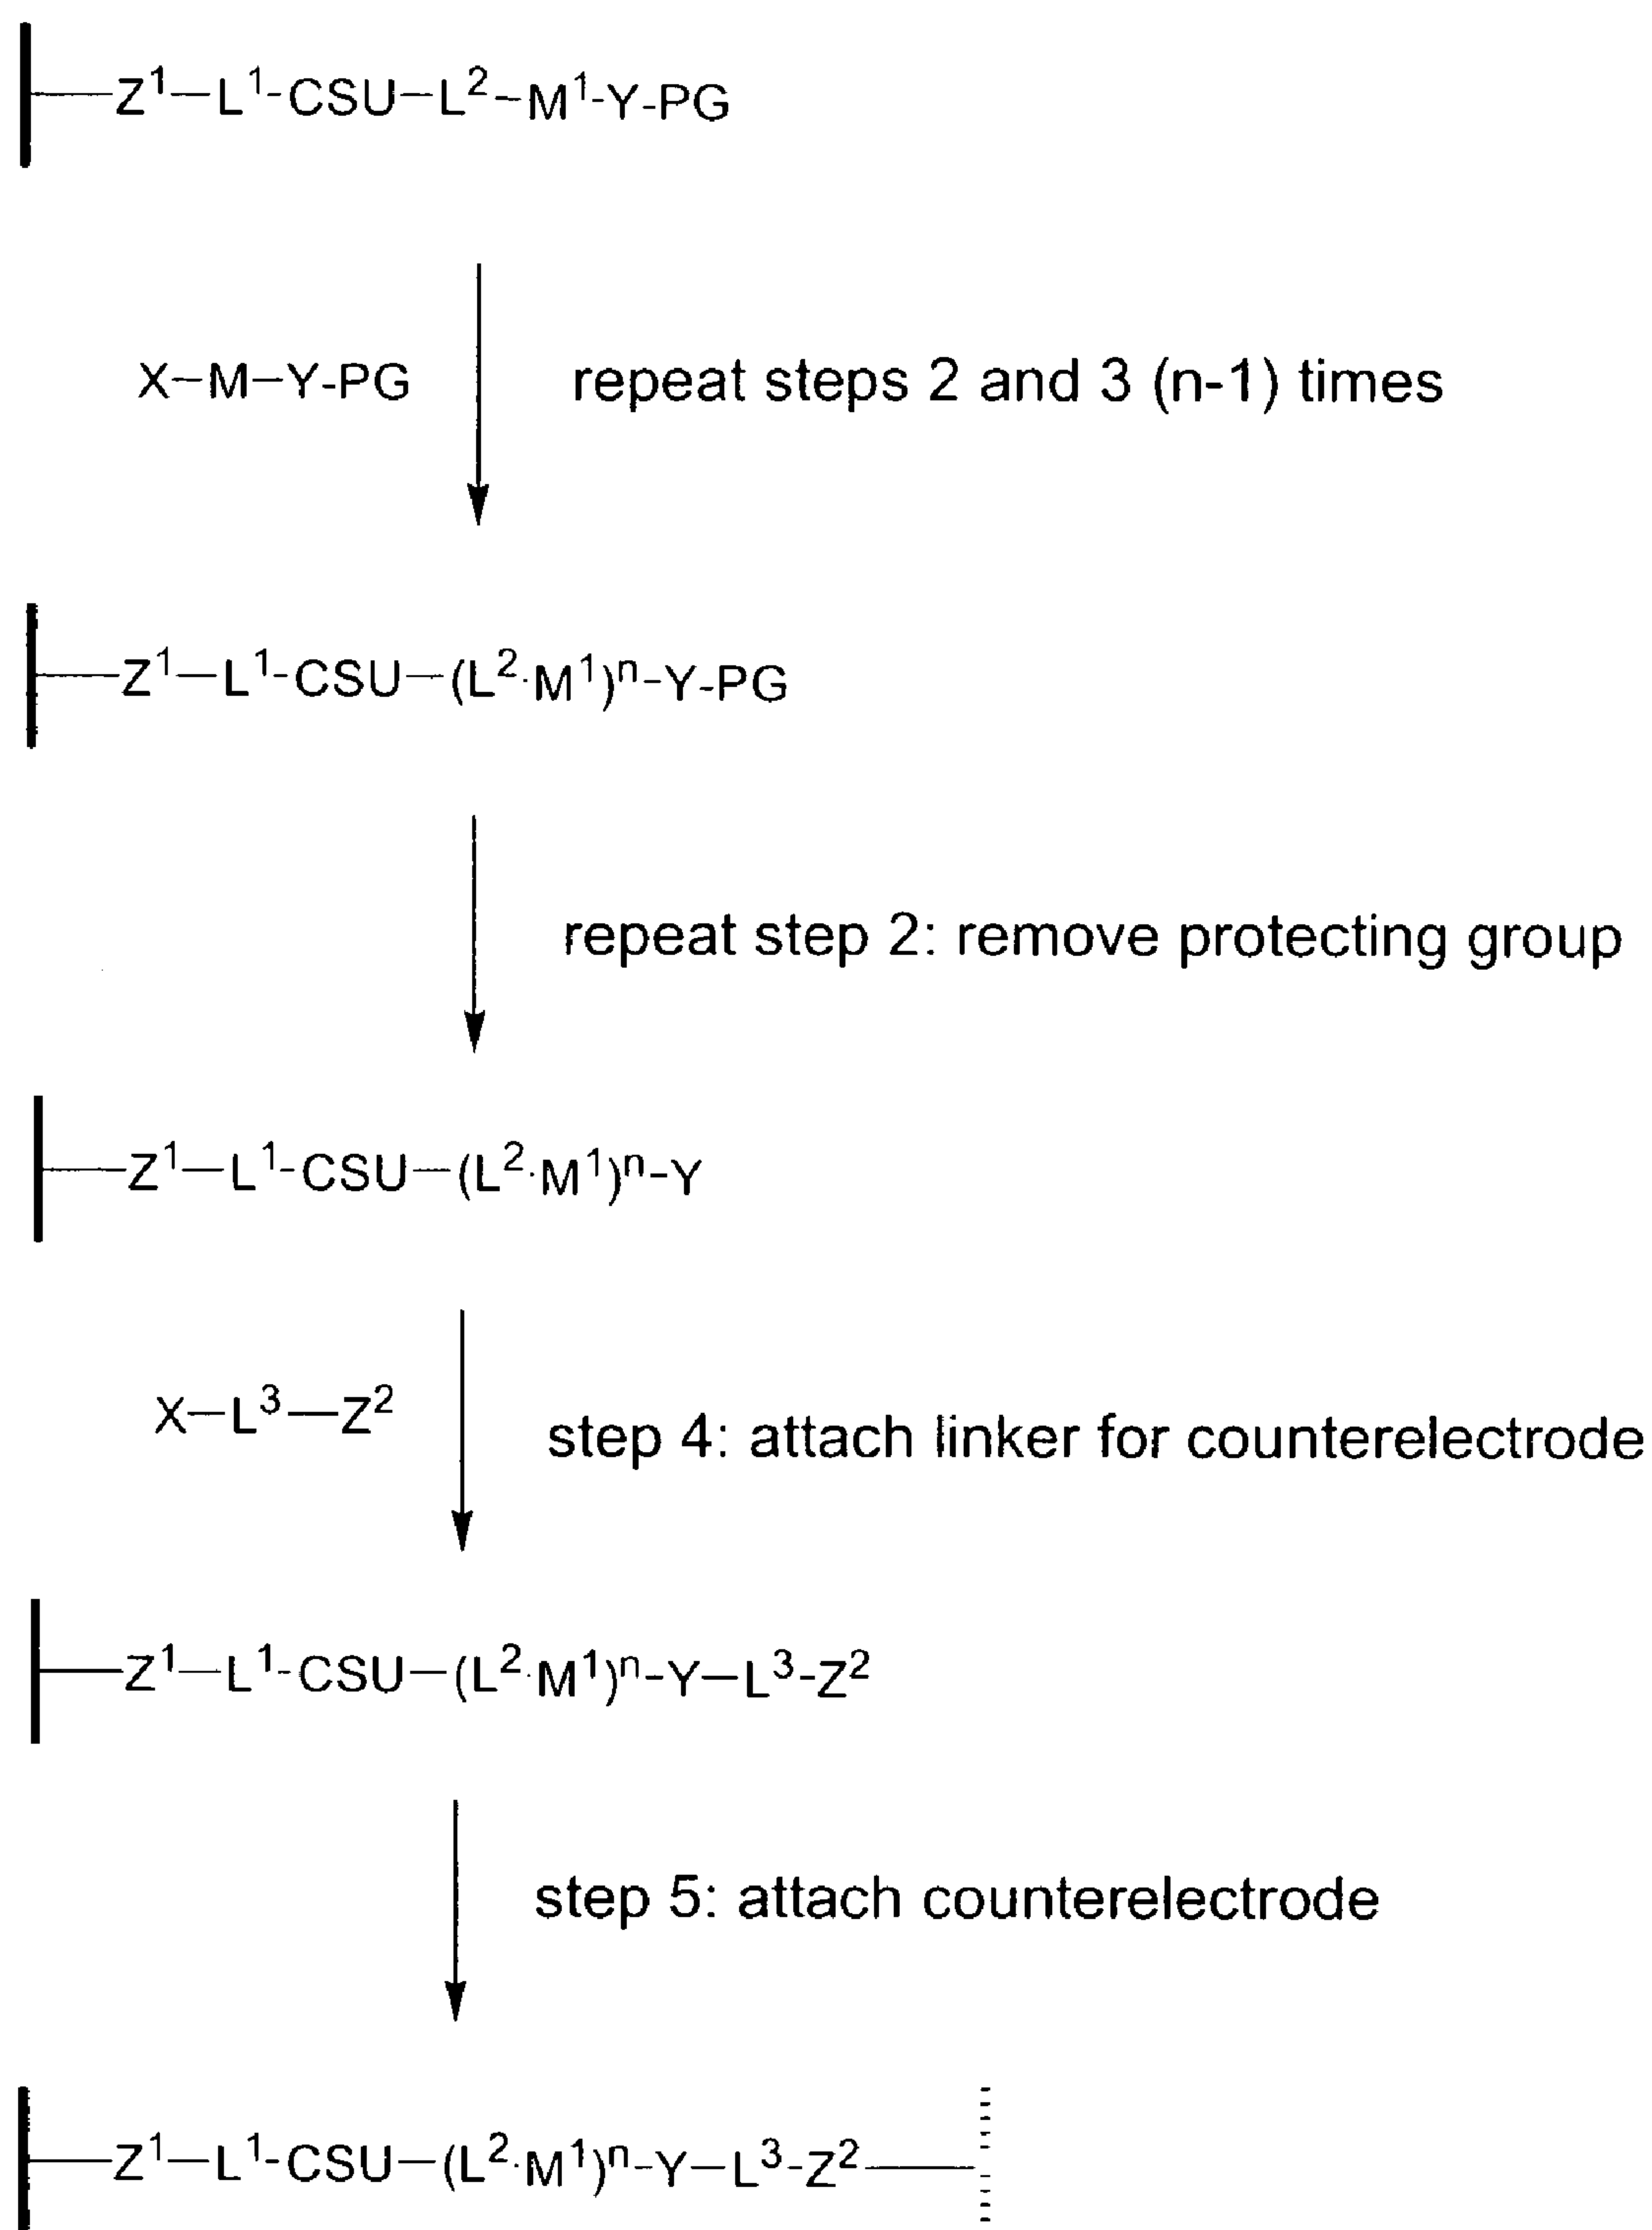 Z¹—L¹-CSU—L²-M¹-Y-PG
X—M—Y-PG
repeat steps 2 and 3 (n-1) times
Z¹—L¹-CSU—(L²·M¹)ⁿ-Y-PG
repeat step 2: remove protecting group
Z¹—L¹-CSU—(L²·M¹)ⁿ-Y
X—L³—Z²
step 4: attach linker for counterelectrode
Z¹—L¹-CSU—(L²·M¹)ⁿ-Y—L³-Z²
step 5: attach counterelectrode
Z¹—L¹-CSU—(L²·M¹)ⁿ-Y—L³-Z²